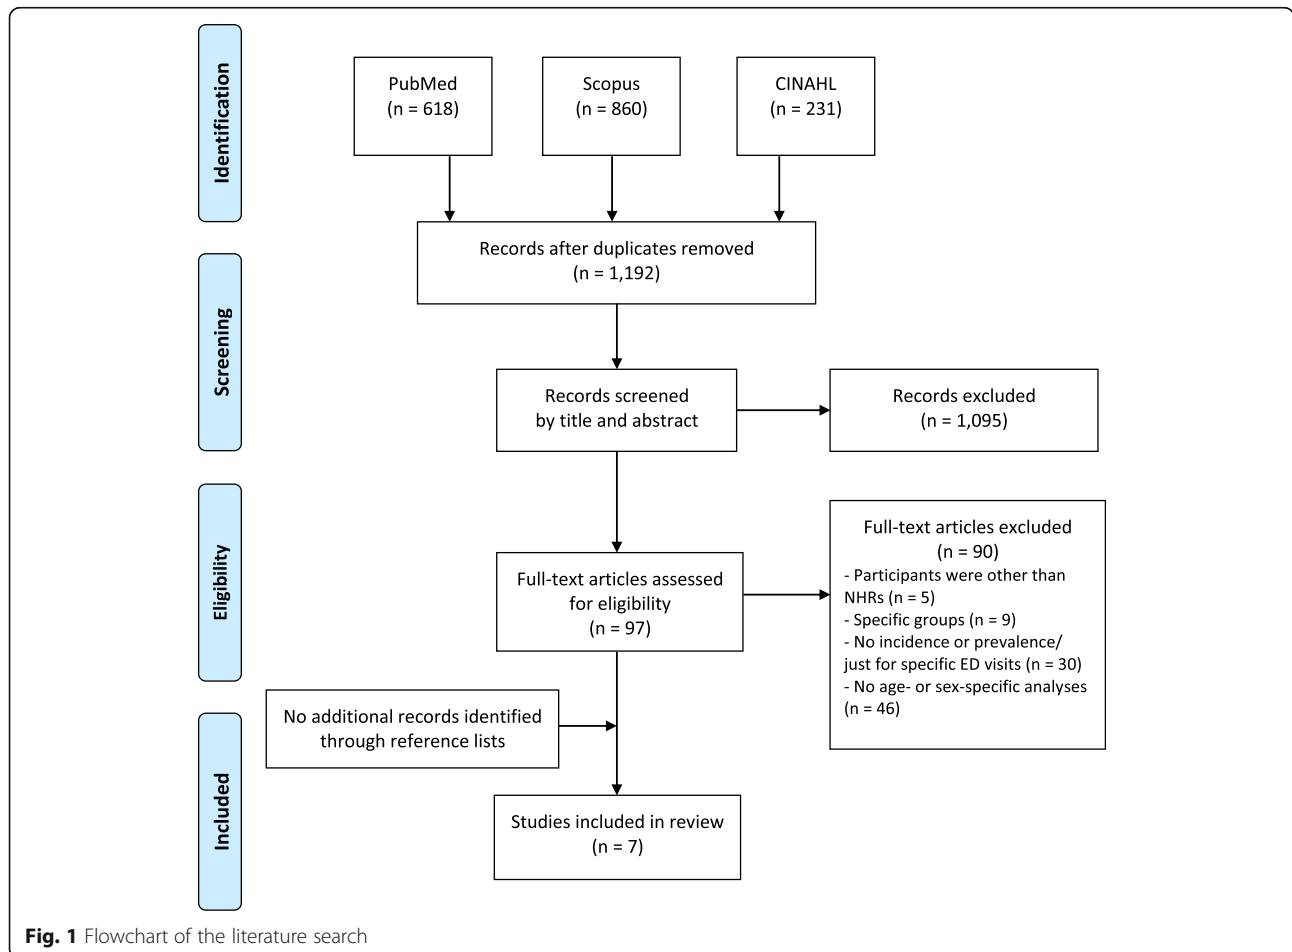 Identification
PubMed
(n = 618)
Scopus
(n = 860)
CINAHL
(n = 231)
Records after duplicates removed
(n = 1,192)
Screening
Records screened
by title and abstract
Records excluded
(n = 1,095)
Eligibility
Full-text articles assessed
for eligibility
(n = 97)
Full-text articles excluded
(n = 90)
- Participants were other than
NHRs (n = 5)
- Specific groups (n = 9)
- No incidence or prevalence/
just for specific ED visits (n = 30)
- No age- or sex-specific analyses
(n = 46)
No additional records identified
through reference lists
Included
Studies included in review
(n = 7)
Fig. 1 Flowchart of the literature search